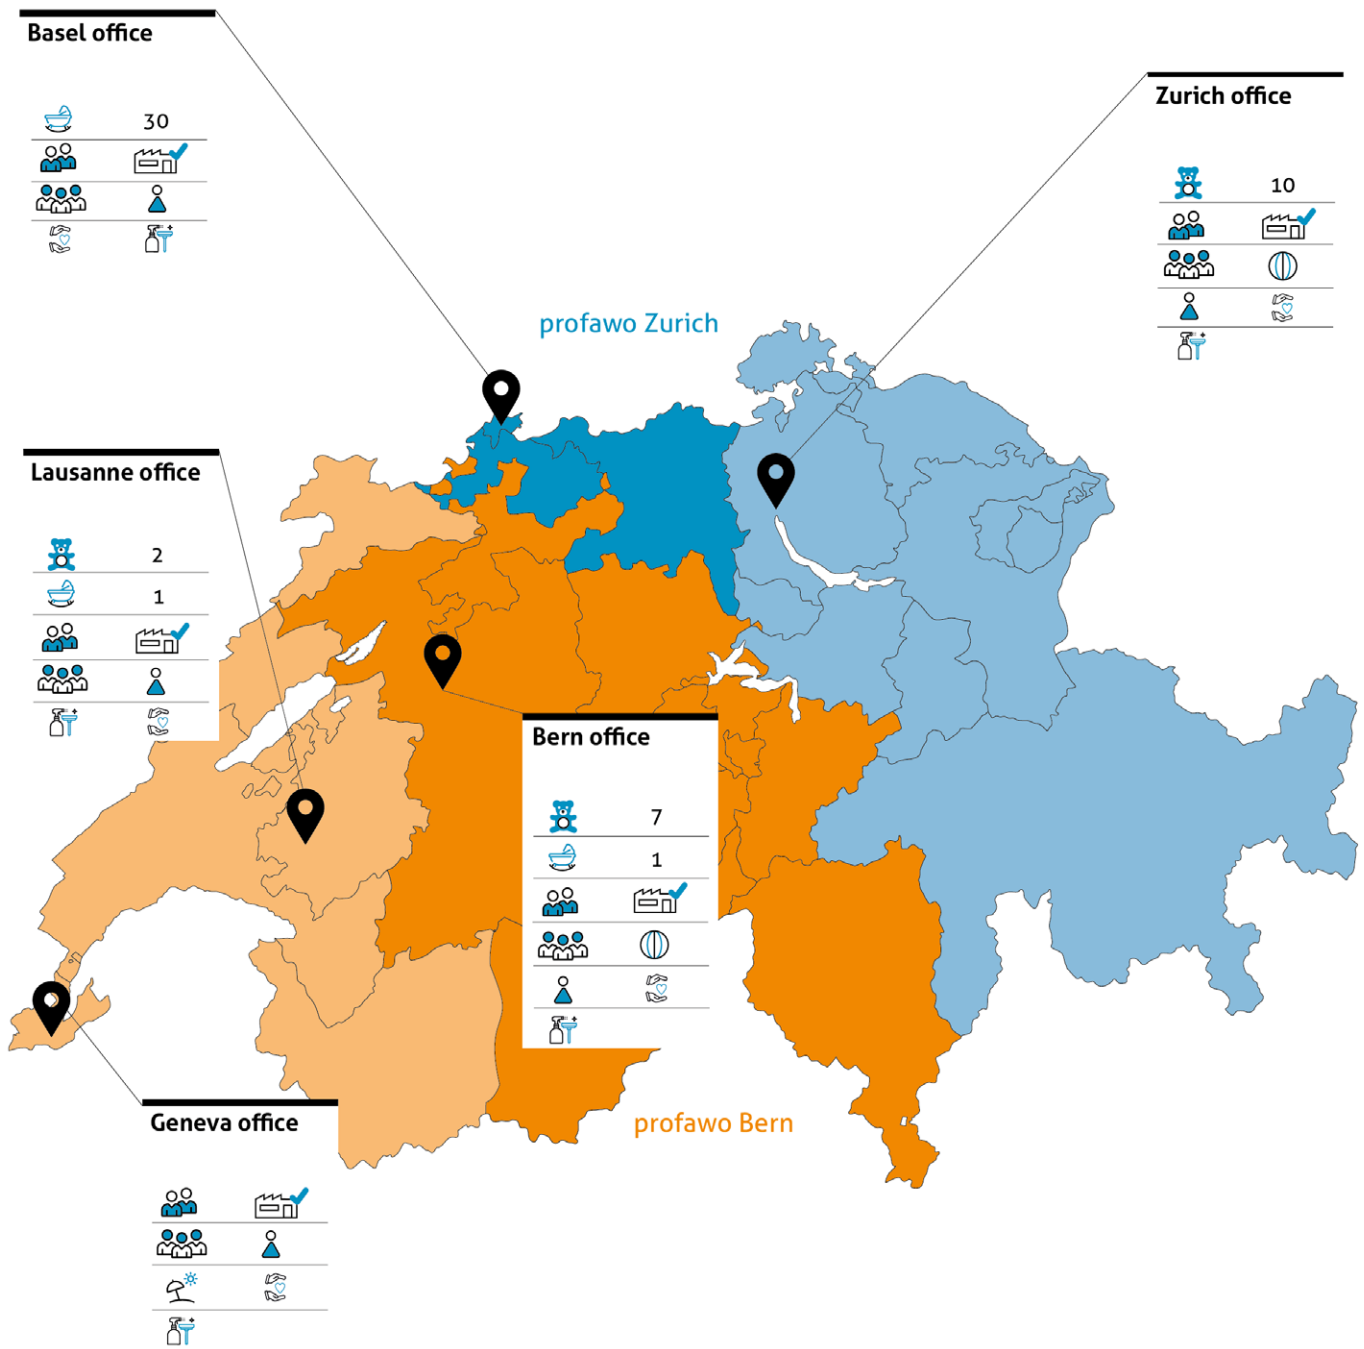 Basel office
30
Zurich office
10
profawo Zurich
Lausanne office
2
1
Bern office
7
1
profawo Bern
Geneva office